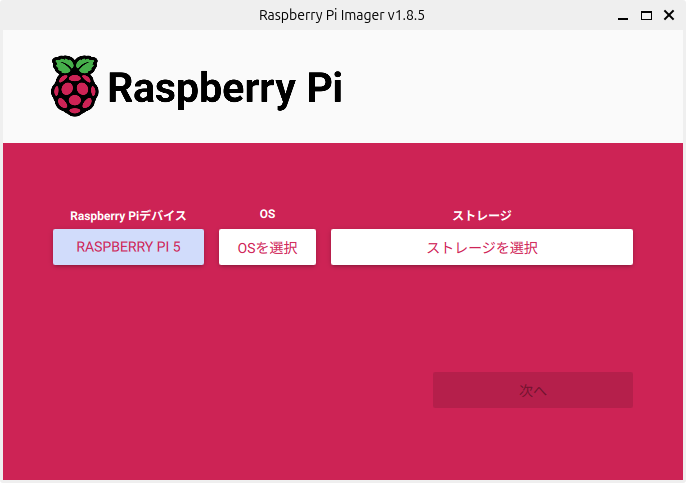 Raspberry Pi Imager v1.8.5
Raspberry Pi
Raspberry Piデバイス
OS
ストレージ
RASPBERRY PI 5
OSを選択
ストレージを選択
次へ